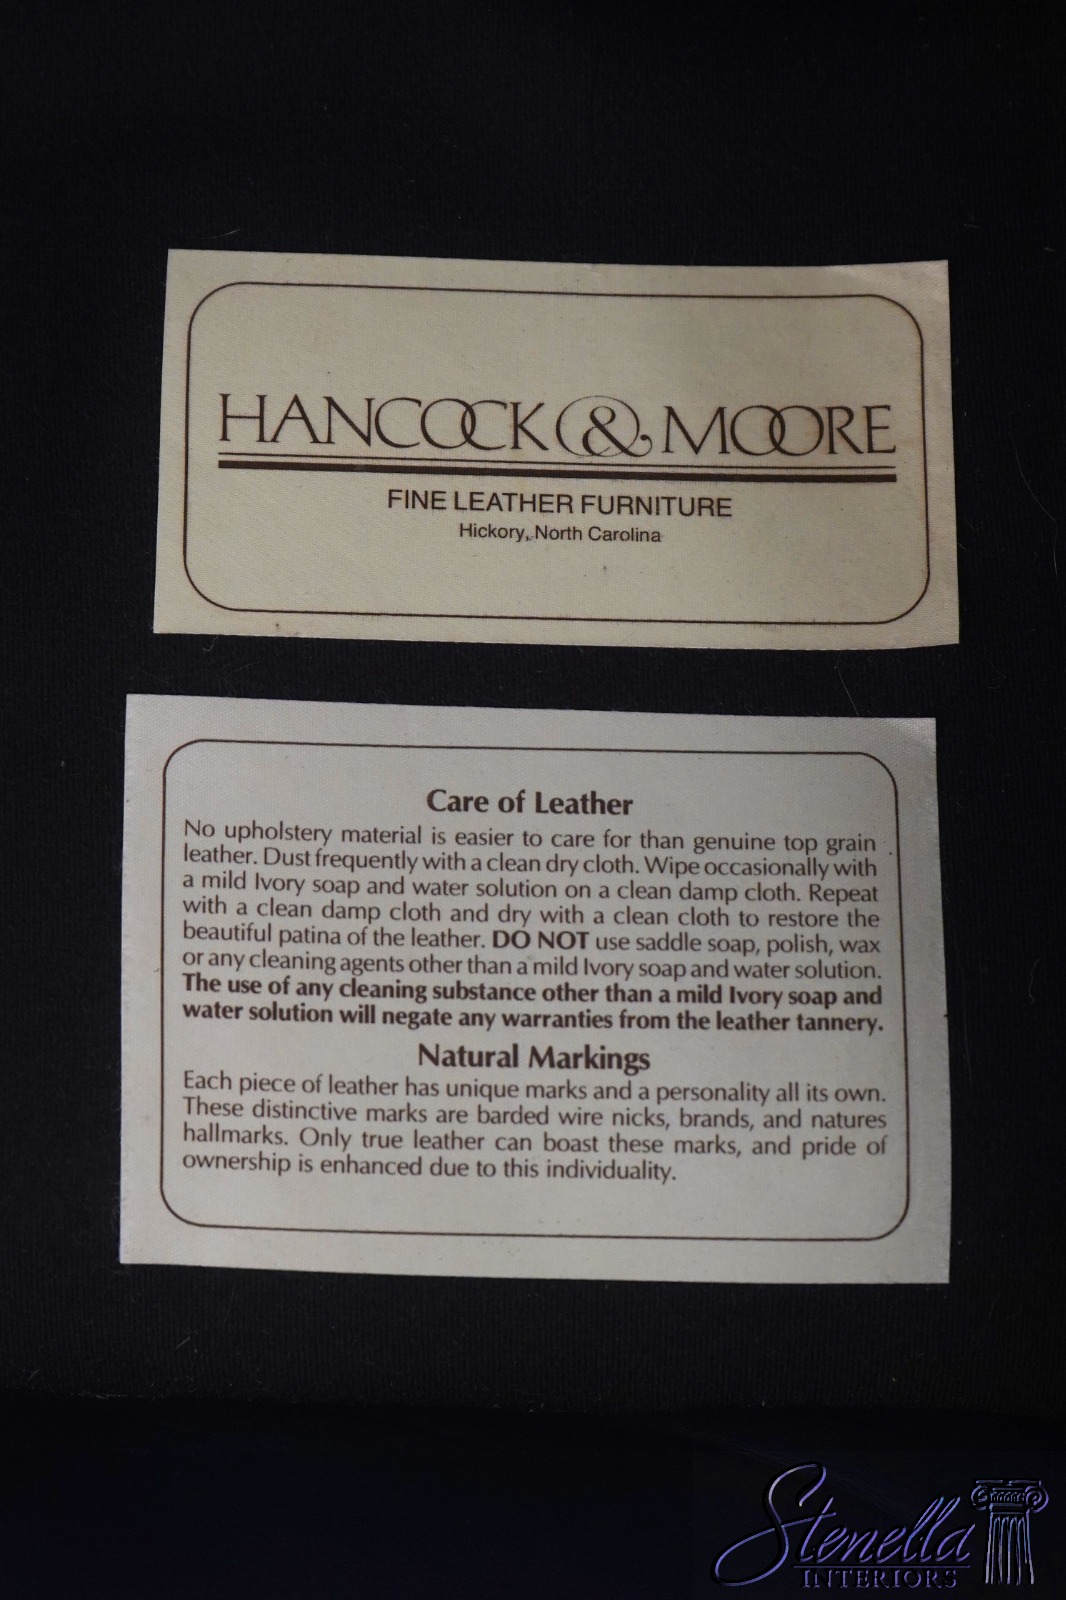 HANCOCK & MOORE
FINE LEATHER FURNITURE
Hickory, North Carolina
Care of Leather
No upholstery material is easier to care for than genuine top grain
leather. Dust frequently with a clean dry cloth. Wipe occasionally with
a mild Ivory soap and water solution on a clean damp cloth. Repeat
with a clean damp cloth and dry with a clean cloth to restore the
beautiful patina of the leather. DO NOT use saddle soap, polish, wax
or any cleaning agents other than a mild Ivory soap and water solution.
The use of any cleaning substance other than a mild Ivory soap and
water solution will negate any warranties from the leather tannery.
Natural Markings
Each piece of leather has unique marks and a personality all its own.
These distinctive marks are barded wire nicks, brands, and natures
hallmarks. Only true leather can boast these marks, and pride of
ownership is enhanced due to this individuality.
Stenella
INTERIORS